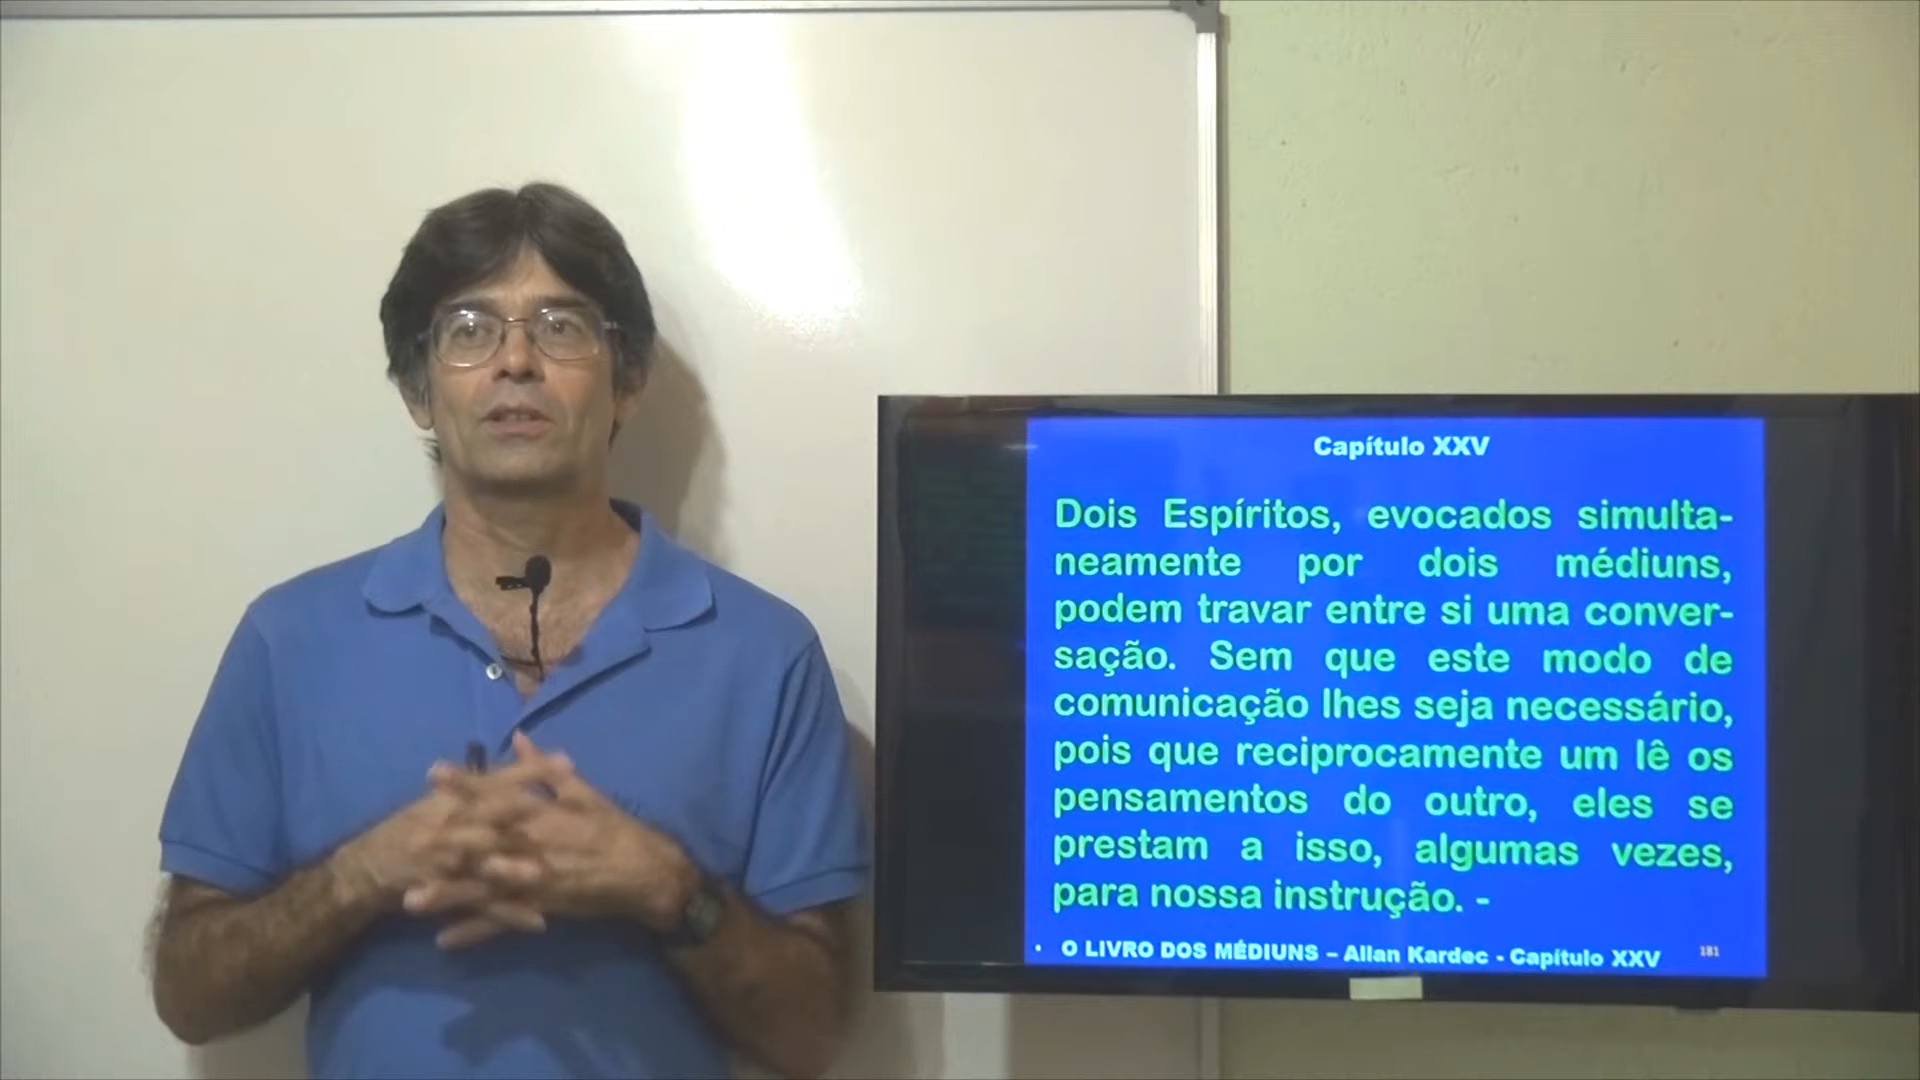 Capítulo XXV
Dois Espíritos, evocados simulta-
neamente por dois médiuns,
podem travar entre si uma conver-
sação. Sem que este modo de
comunicação lhes seja necessário,
pois que reciprocamente um lê os
pensamentos do outro, eles se
prestam a isso, algumas vezes,
para nossa instrução. -
• O LIVRO DOS MÉDIUNS – Allan Kardec - Capítulo XXV 181